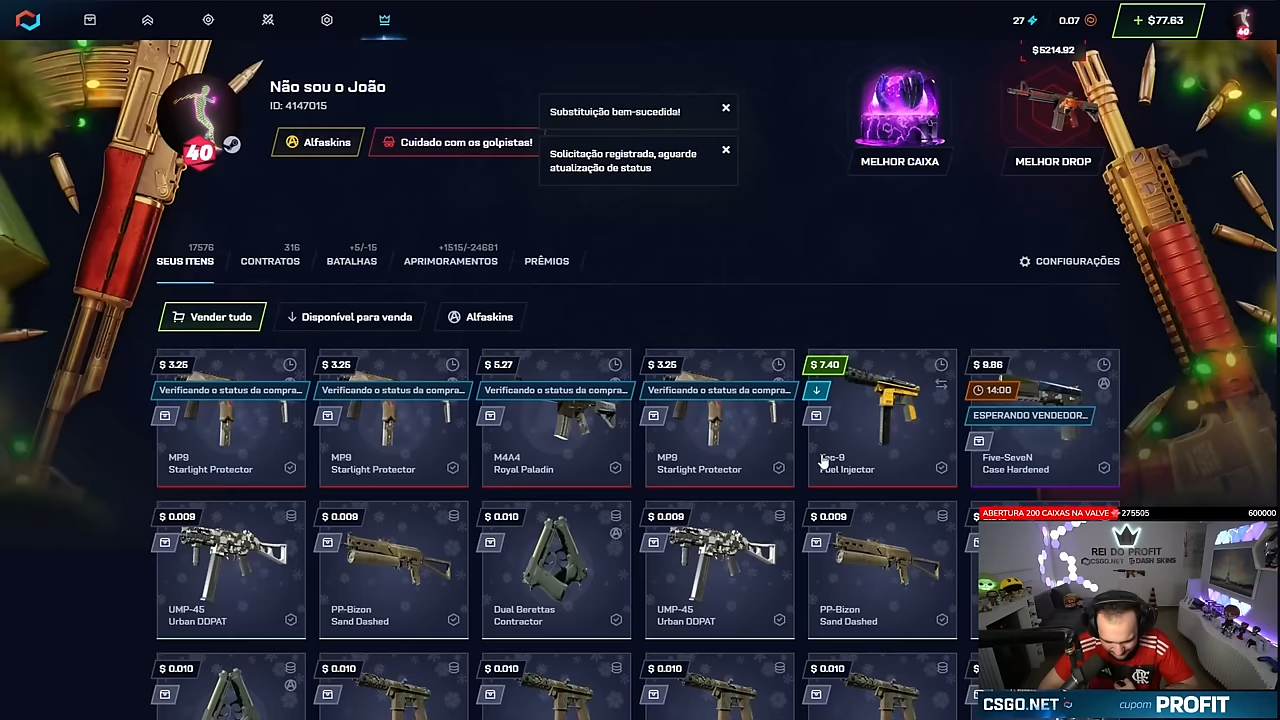 27
0.07
+ $77.63
40
$5214.92
Não sou o João
ID: 4147015
Alfaskins
Cuidado com os golpistas!
Substituição bem-sucedida!
Solicitação registrada, aguarde
atualização de status
40
MELHOR CAIXA
MELHOR DROP
17576
SEUS ITENS
316
CONTRATOS
+5/-15
BATALHAS
+1515/-24681
APRIMORAMENTOS
PRÊMIOS
CONFIGURAÇÕES
Vender tudo
Disponível para venda
Alfaskins
$ 3.25
Verificando o status da compra...
MP9
Starlight Protector
$ 3.25
Verificando o status da compra...
MP9
Starlight Protector
$ 5.27
Verificando o status da compra...
M4A4
Royal Paladin
$ 3.25
Verificando o status da compra...
MP9
Starlight Protector
$ 7.40
Tec-9
Fuel Injector
$ 9.86
14:00
ESPERANDO VENDEDOR...
Five-SeveN
Case Hardened
$ 0.009
UMP-45
Urban DDPAT
$ 0.009
PP-Bizon
Sand Dashed
$ 0.010
Dual Berettas
Contractor
$ 0.009
UMP-45
Urban DDPAT
$ 0.009
PP-Bizon
Sand Dashed
$ 0.010
$ 0.010
$ 0.010
$ 0.010
$ 0.010
ABERTURA 200 CAIXAS NA VALVE
275505
600000
REI DO PROFIT
CSGO.NET
DASH SKINS
CSGO.NET
cupom PROFIT